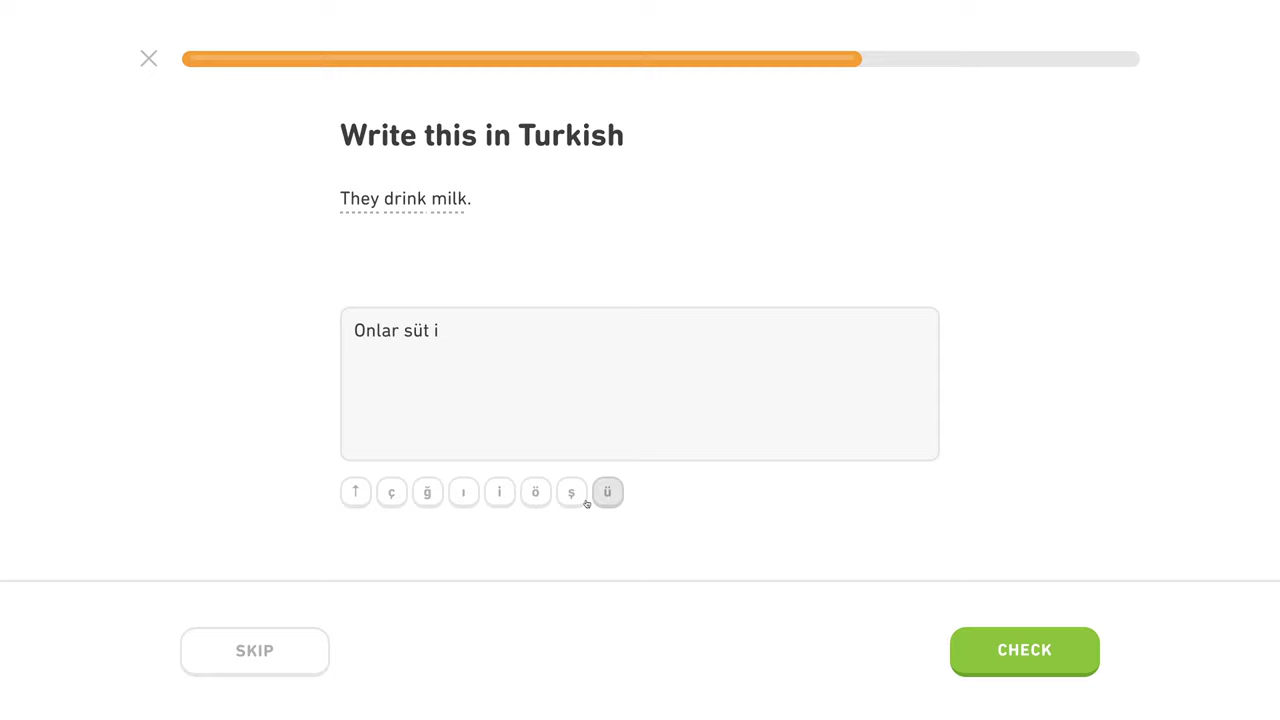 Write this in Turkish
They drink milk.
Onlar süt i
↑ ç ğ ı i ö ş ü
SKIP
CHECK